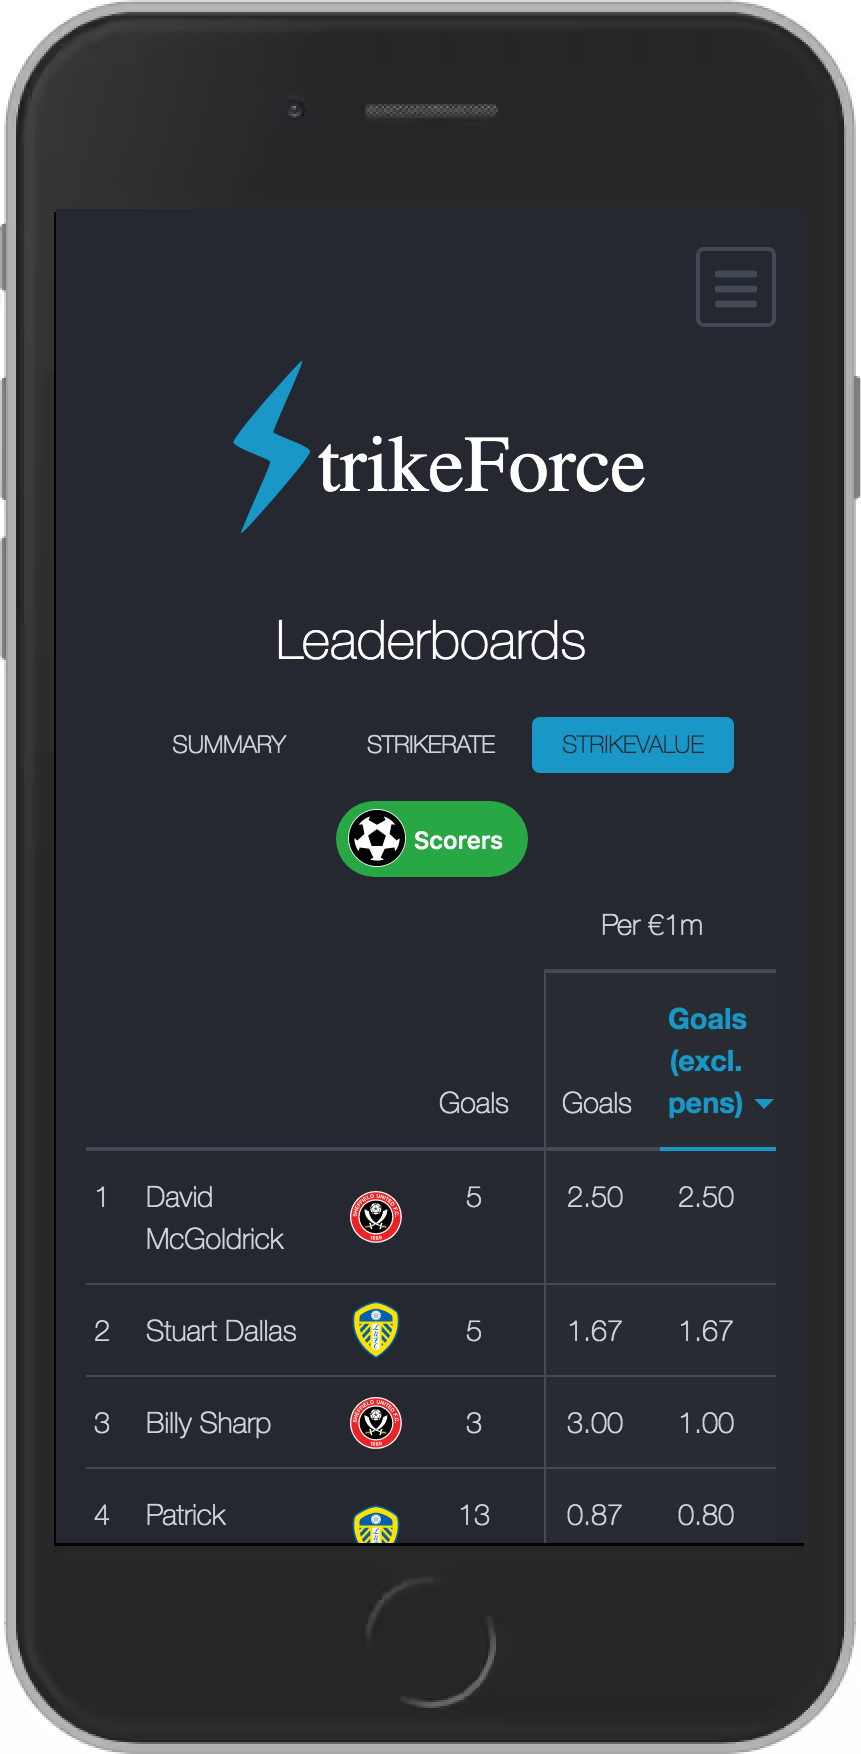 trikeForce
Leaderboards
SUMMARY STRIKERATE STRIKEVALUE
Scorers
Per €1m
Goals Goals Goals (excl. pens)
1 David McGoldrick 5 2.50 2.50
2 Stuart Dallas 5 1.67 1.67
3 Billy Sharp 3 3.00 1.00
4 Patrick 13 0.87 0.80